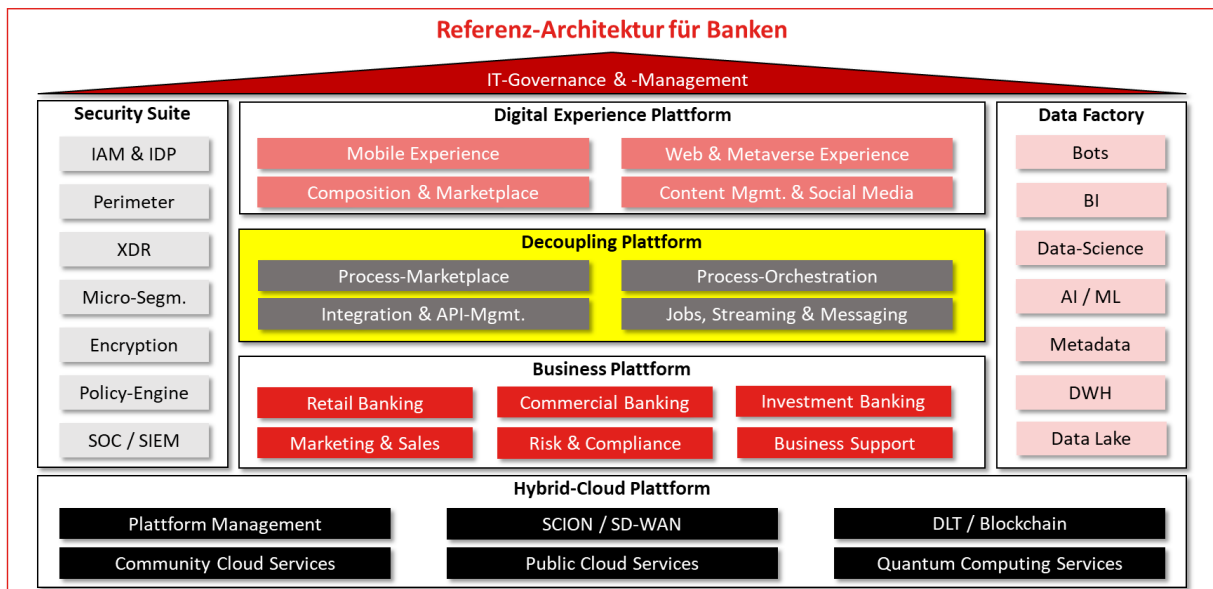 Referenz-Architektur für Banken
IT-Governance & -Management
Security Suite
IAM & IDP
Perimeter
XDR
Micro-Segm.
Encryption
Policy-Engine
SOC / SIEM
Digital Experience Plattform
Mobile Experience
Web & Metaverse Experience
Composition & Marketplace
Content Mgmt. & Social Media
Decoupling Plattform
Process-Marketplace
Process-Orchestration
Integration & API-Mgmt.
Jobs, Streaming & Messaging
Business Plattform
Retail Banking
Commercial Banking
Investment Banking
Marketing & Sales
Risk & Compliance
Business Support
Data Factory
Bots
BI
Data-Science
AI / ML
Metadata
DWH
Data Lake
Hybrid-Cloud Plattform
Plattform Management
SCION / SD-WAN
DLT / Blockchain
Community Cloud Services
Public Cloud Services
Quantum Computing Services